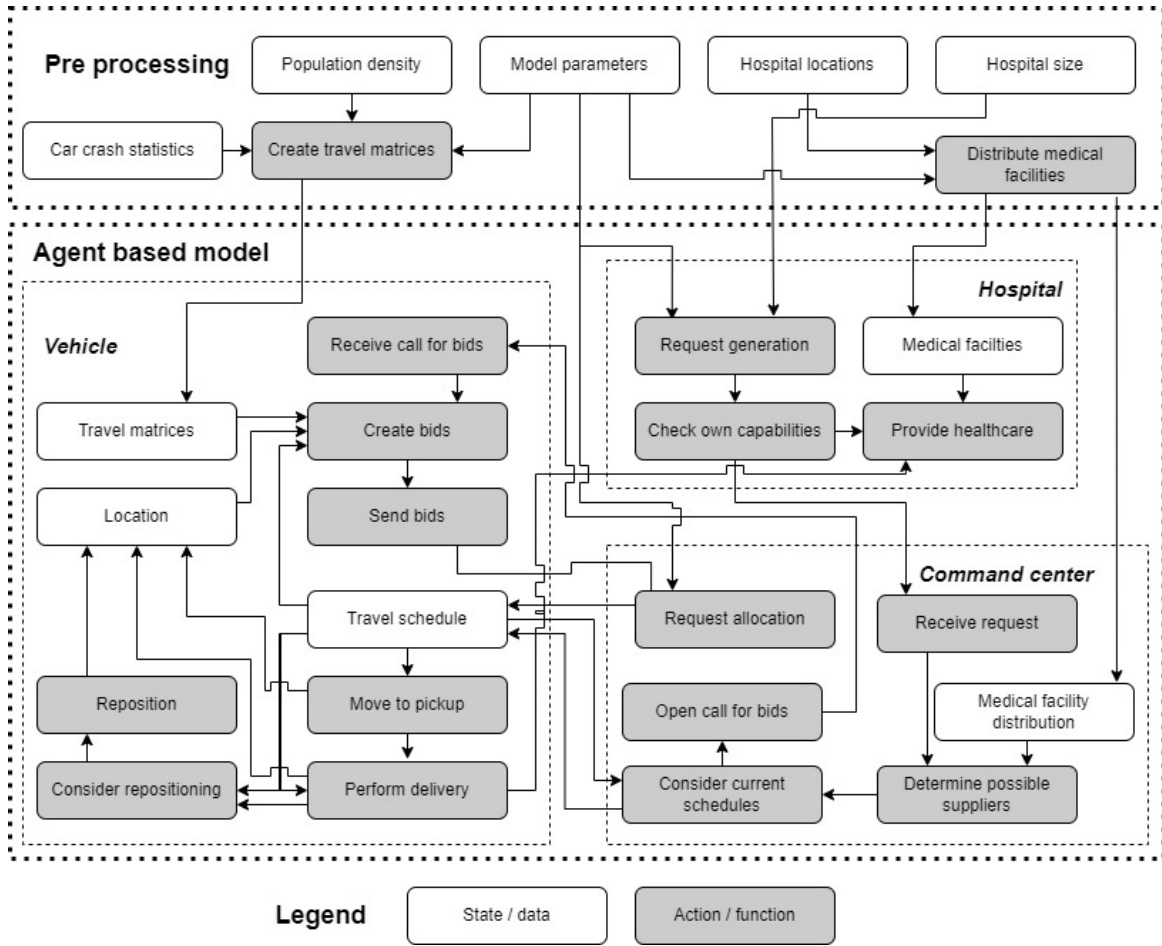 Pre processing
Population density
Model parameters
Hospital locations
Hospital size
Car crash statistics
Create travel matrices
Distribute medical
facilities
Agent based model
Vehicle
Hospital
Receive call for bids
Request generation
Medical facilties
Travel matrices
Create bids
Check own capabilities
Provide healthcare
Location
Send bids
Command center
Travel schedule
Request allocation
Receive request
Reposition
Move to pickup
Open call for bids
Medical facility
distribution
Consider repositioning
Perform delivery
Consider current
schedules
Determine possible
suppliers
Legend
State / data
Action / function